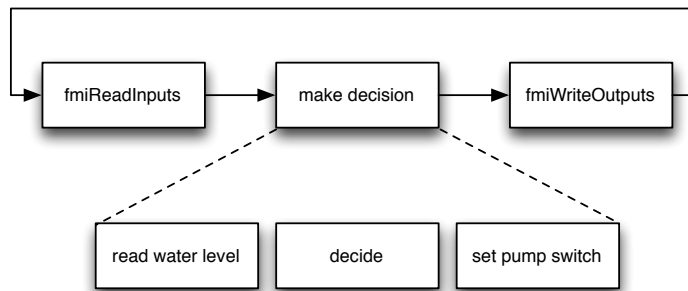 fmiReadInputs
make decision
fmiWriteOutputs
read water level
decide
set pump switch